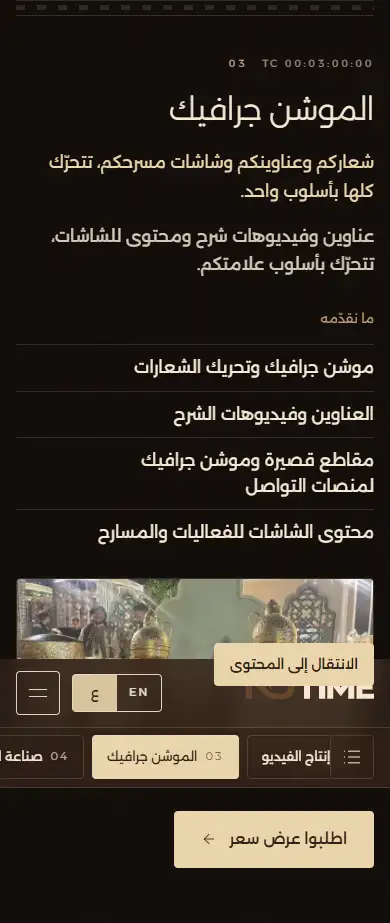 03 TC 00:03:00:00
الموشن جرافيك
شعاركم وعناوينكم وشاشات مسرحكم، تتحرّك
كلها بأسلوب واحد.
عناوين وفيديوهات شرح ومحتوى للشاشات،
تتحرّك بأسلوب علامتكم.
ما نقدّمه
موشن جرافيك وتحريك الشعارات
العناوين وفيديوهات الشرح
مقاطع قصيرة وموشن جرافيك
لمنصات التواصل
محتوى الشاشات للفعاليات والمسارح
الانتقال إلى المحتوى
TIME
EN ع
إنتاج الفيديو 03 الموشن جرافيك 04 صناعة
اطلبوا عرض سعر ←